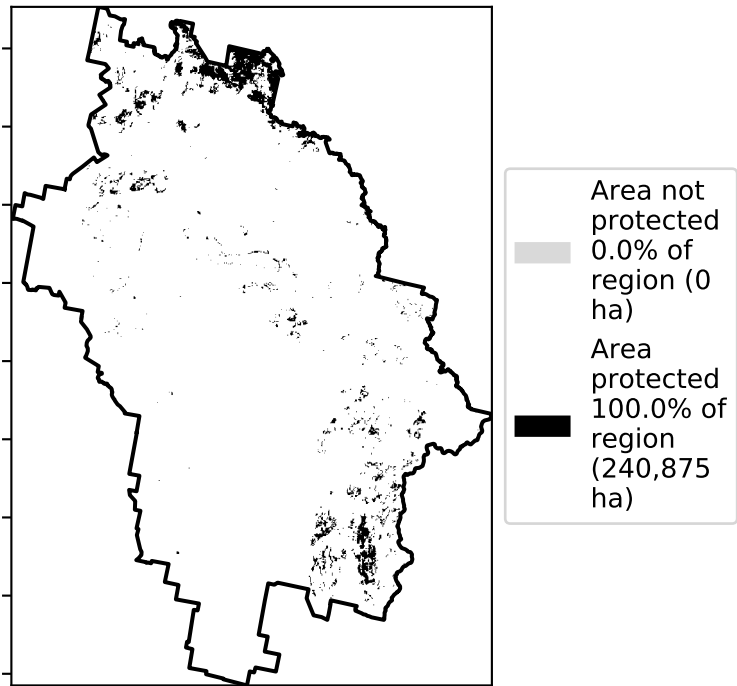 Area not
protected
0.0% of
region (0
ha)
Area
protected
100.0% of
region
(240,875
ha)